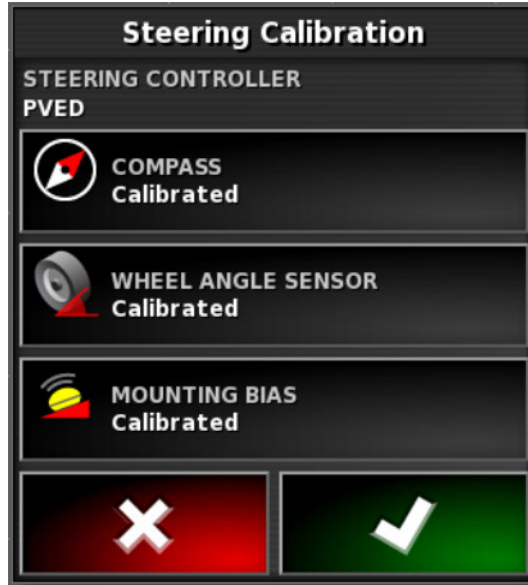 Steering Calibration
STEERING CONTROLLER
PVED
COMPASS
Calibrated
WHEEL ANGLE SENSOR
Calibrated
MOUNTING BIAS
Calibrated